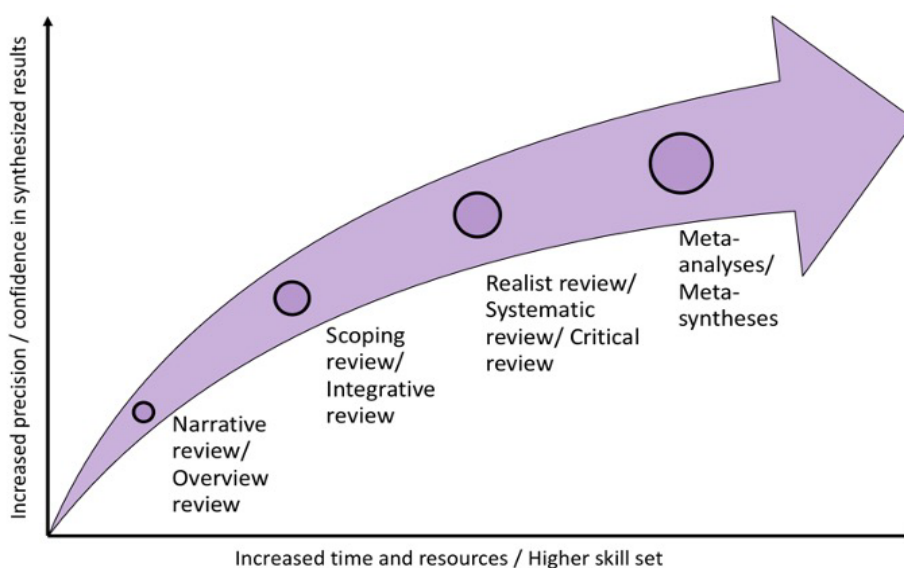 Increased precision / confidence in synthesized results
Meta-
analyses/
Meta-
syntheses
Realist review/
Systematic
review/ Critical
review
Scoping
review/
Integrative
review
Narrative
review/
Overview
review
Increased time and resources / Higher skill set